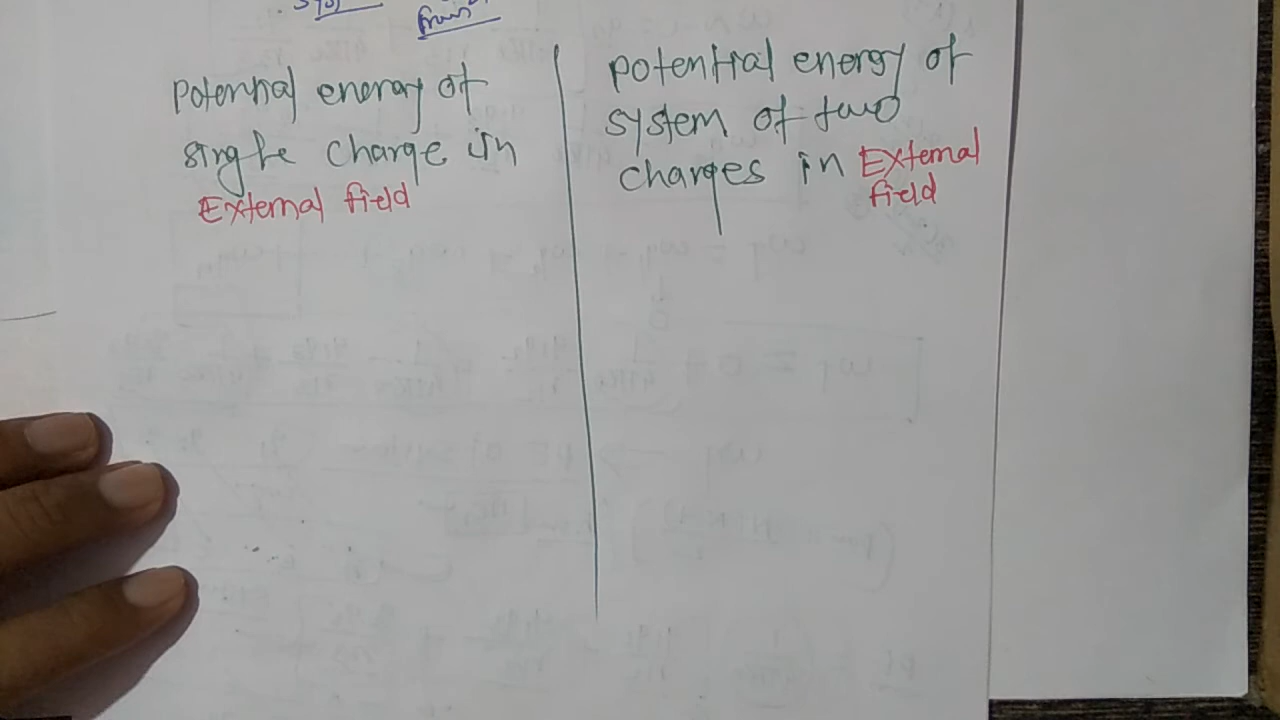 potential energy of
single charge in
External field
potential energy of
system of two
charges in External
field